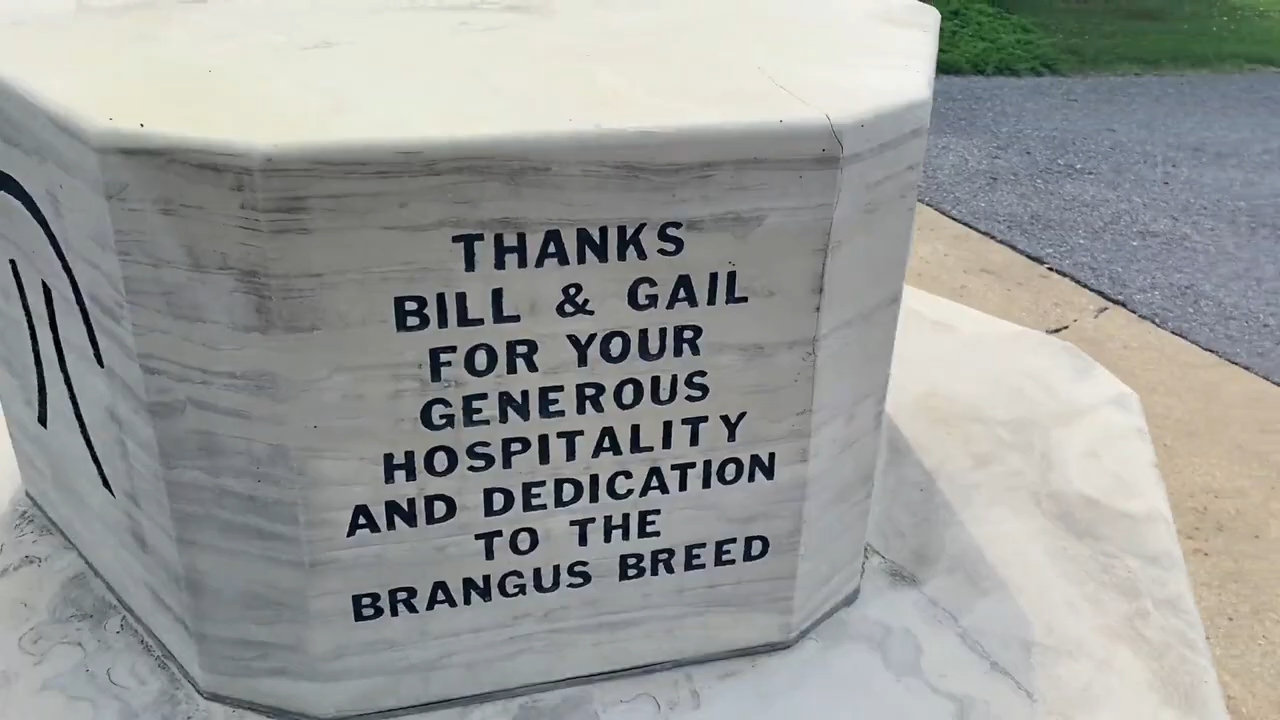 THANKS
BILL & GAIL
FOR YOUR
GENEROUS
HOSPITALITY
AND DEDICATION
TO THE
BRANGUS BREED